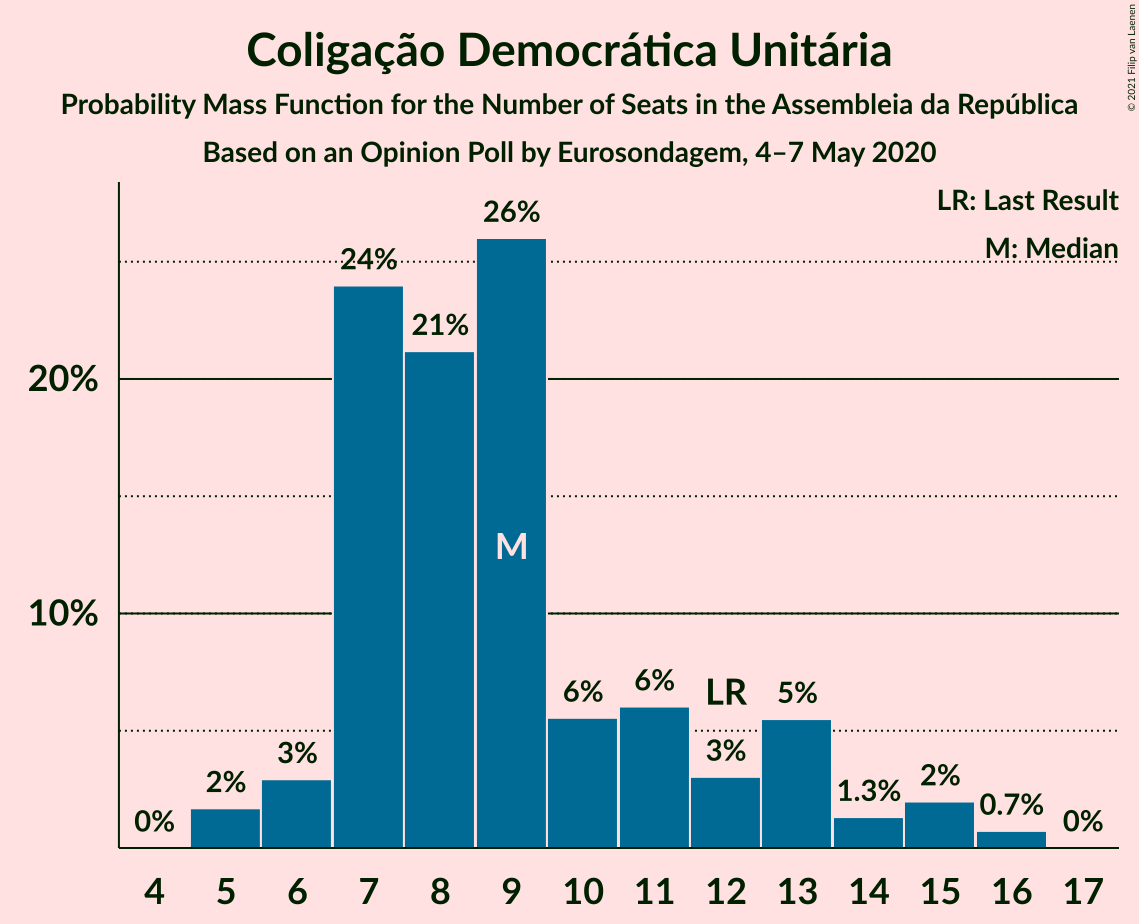 Coligação Democrática Unitária
Probability Mass Function for the Number of Seats in the Assembleia da República
Based on an Opinion Poll by Eurosondagem, 4–7 May 2020
© 2021 Filip van Laenen
LR: Last Result
M: Median
26%
24%
21%
20%
M
10%
6%
6%
LR
5%
3%
3%
2%
2%
1.3%
0.7%
0%
0%
4 5 6 7 8 9 10 11 12 13 14 15 16 17